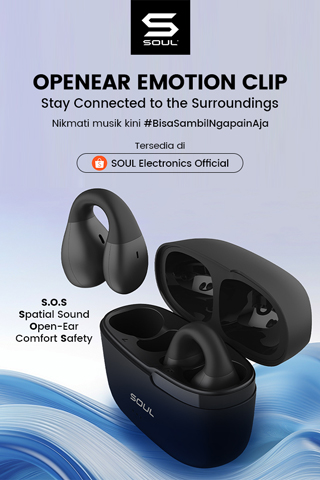 SOUL
OPENEAR EMOTION CLIP
Stay Connected to the Surroundings
Nikmati musik kini #BisaSambilNgapainAja
Tersedia di
SOUL Electronics Official
S.O.S
Spatial Sound
Open-Ear
Comfort Safety
SOUL